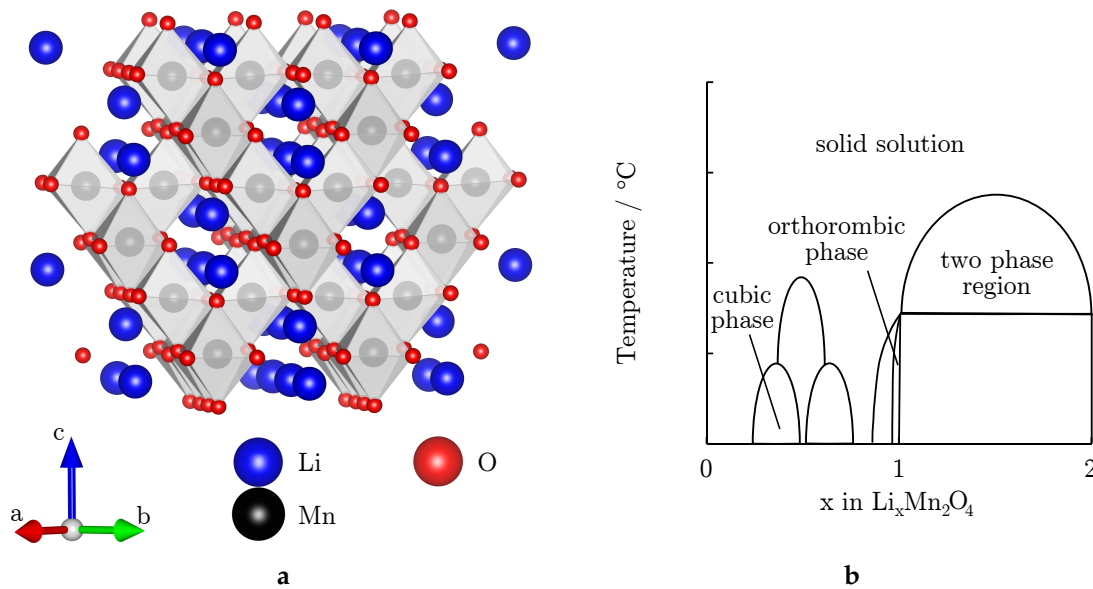 c
a
b
Li
Mn
O
a
Temperature / °C
solid solution
orthorombic
phase
two phase
region
cubic
phase
0
1
2
x in LiₓMn₂O₄
b